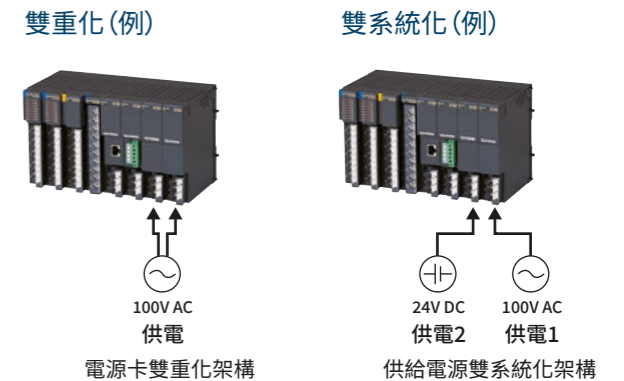 雙重化(例)
雙系統化(例)
100V AC
供電
電源卡雙重化架構
24V DC
100V AC
供電2
供電1
供給電源雙系統化架構